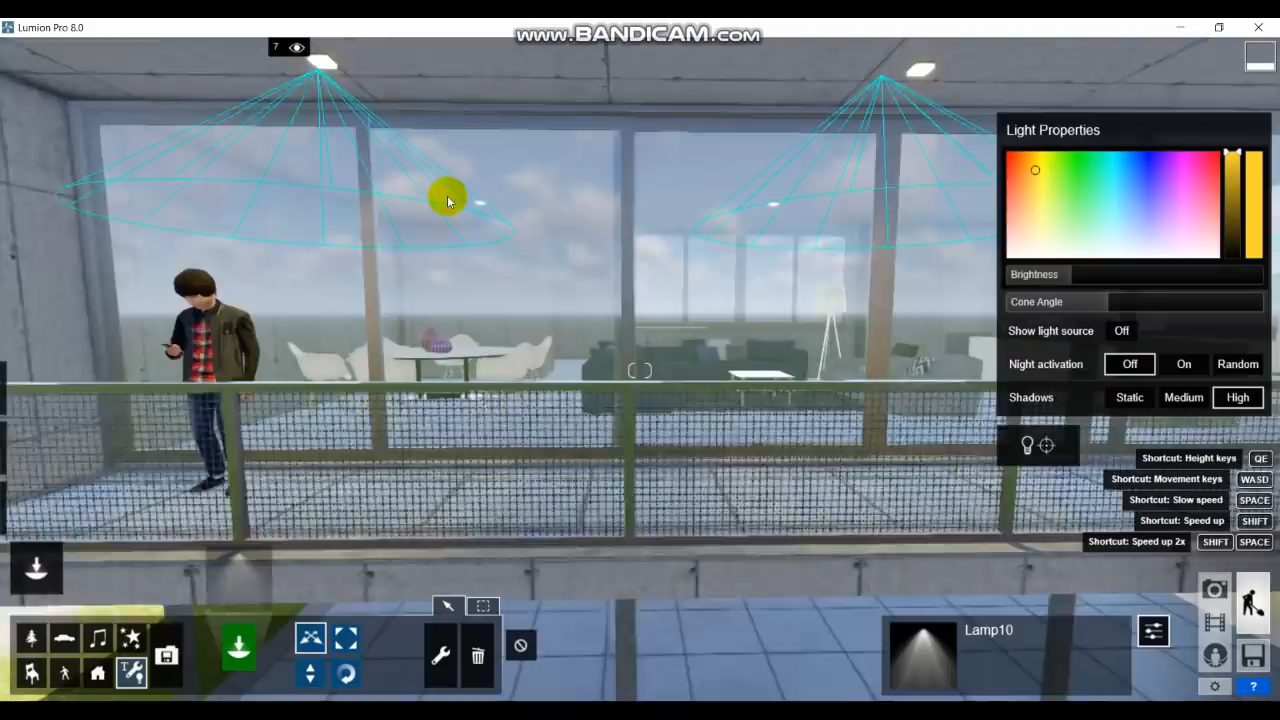 Lumion Pro 8.0
www.BANDICAM.com
7
Light Properties
Brightness
Cone Angle
Show light source Off
Night activation Off On Random
Shadows Static Medium High
Shortcut: Height keys QE
Shortcut: Movement keys WASD
Shortcut: Slow speed SPACE
Shortcut: Speed up SHIFT
Shortcut: Speed up 2x SHIFT SPACE
Lamp10
T
?